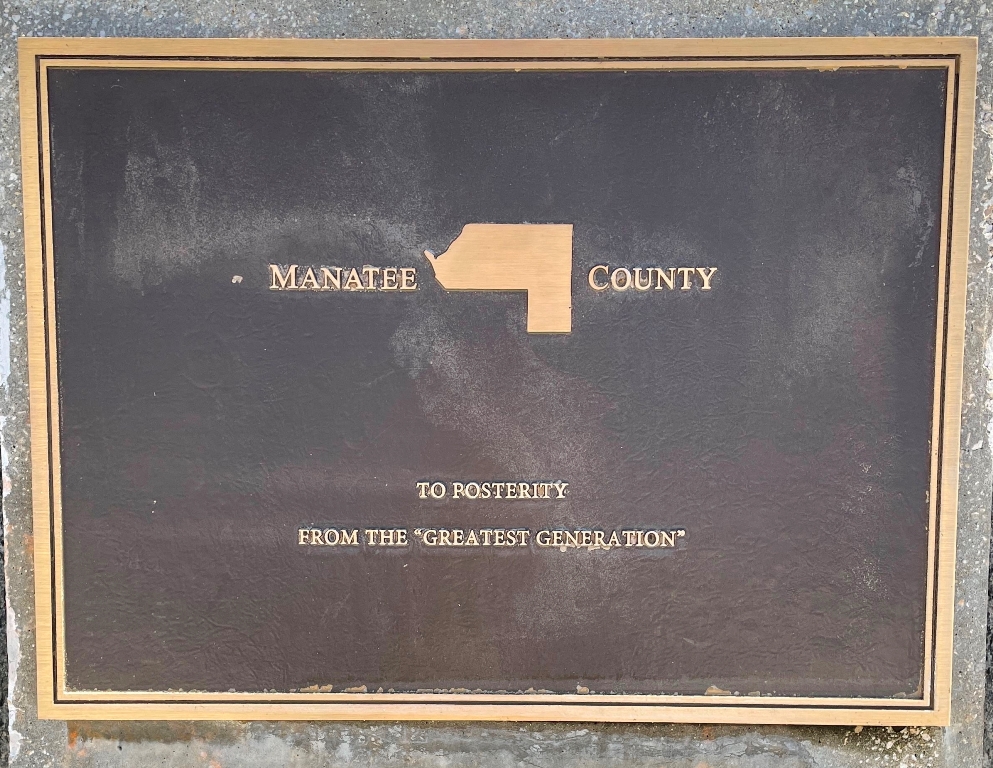 MANATEE COUNTY
TO POSTERITY
FROM THE “GREATEST GENERATION”